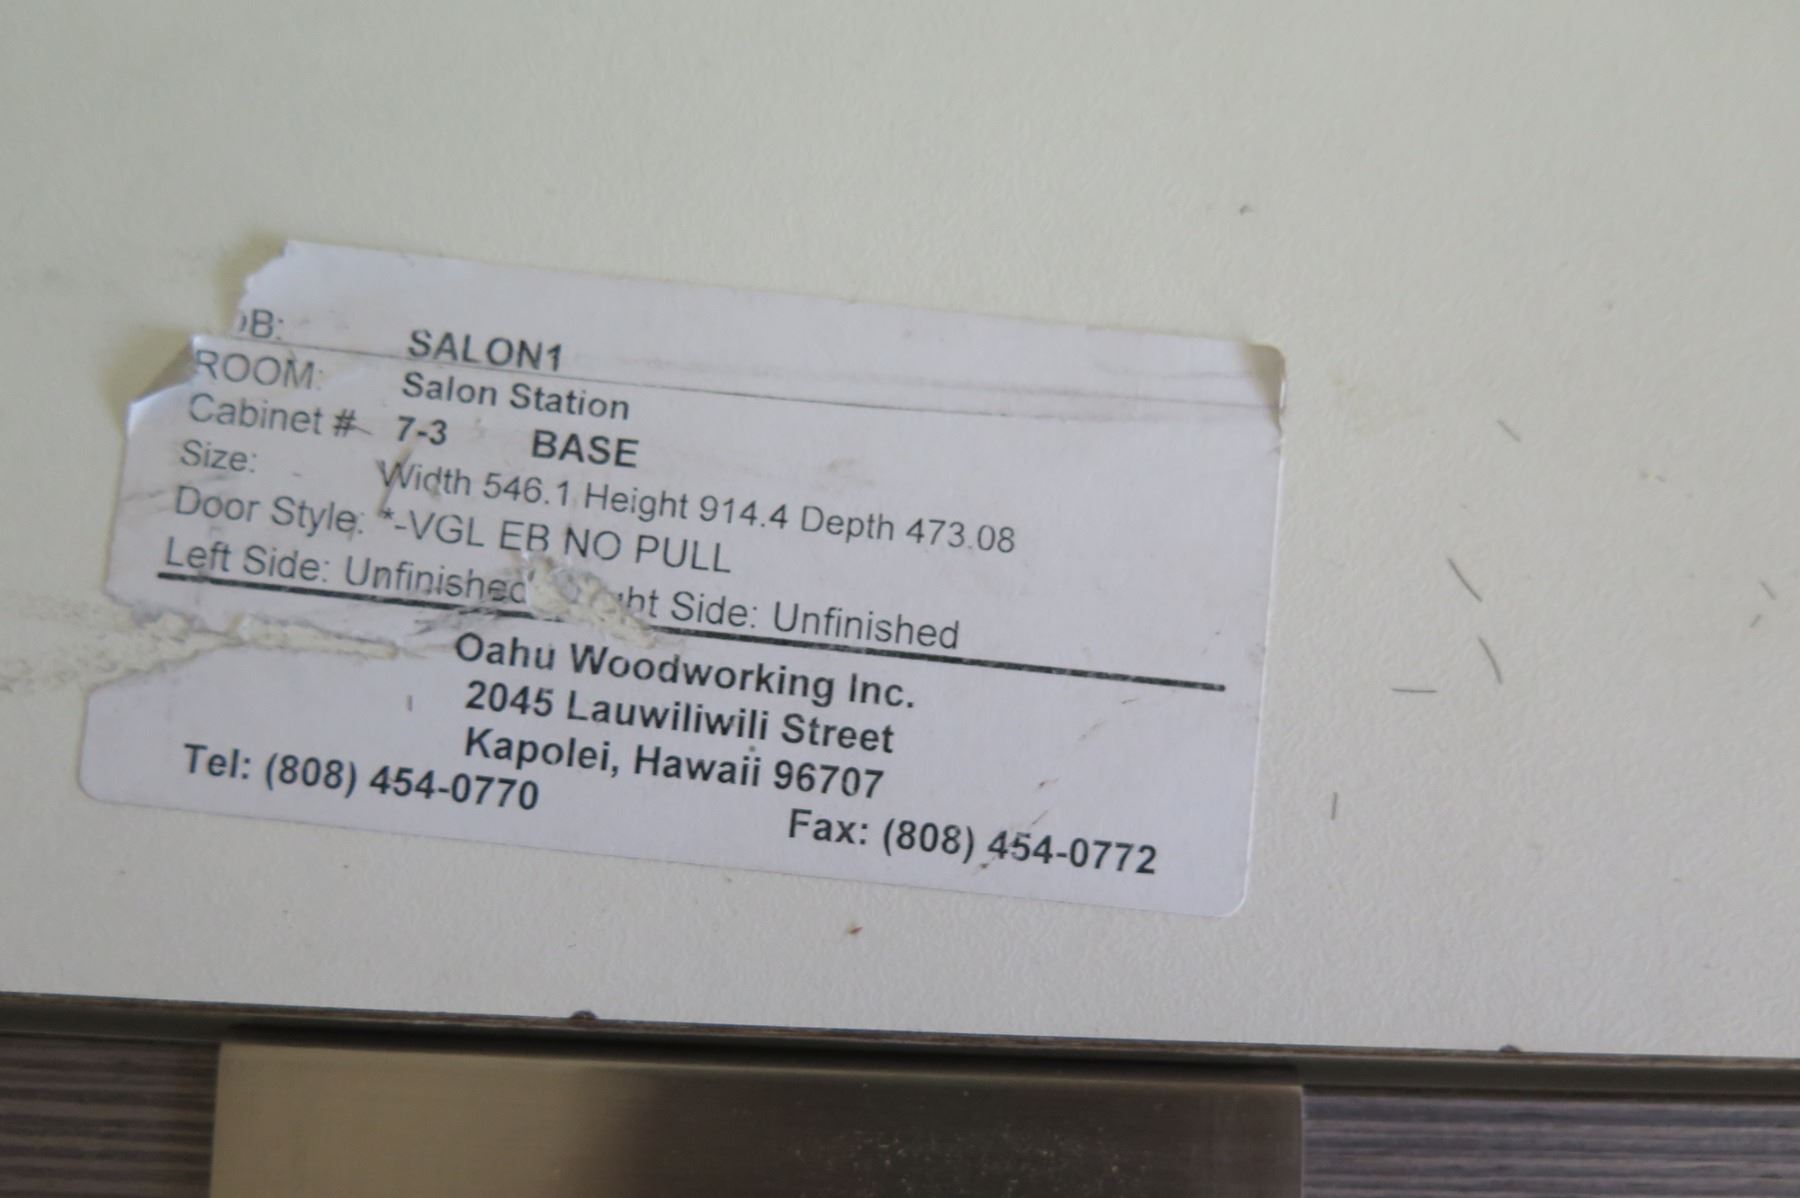 JOB: SALON1
ROOM: Salon Station
Cabinet # 7-3 BASE
Size: Width 546.1 Height 914.4 Depth 473.08
Door Style: *-VGL EB NO PULL
Left Side: Unfinished Right Side: Unfinished
Oahu Woodworking Inc.
2045 Lauwiliwili Street
Kapolei, Hawaii 96707
Tel: (808) 454-0770
Fax: (808) 454-0772